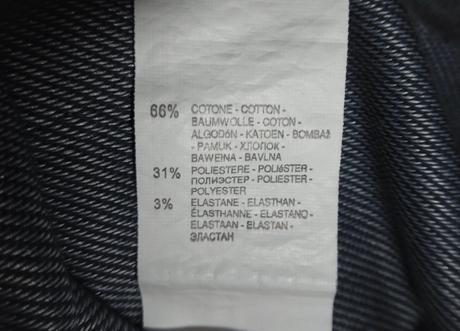 66% COTONE - COTTON -
BAUMWOLLE - COTON -
ALGODÓN - KATOEN - BOMBAŽ
- PAMUK - ХЛОПОК -
BAWEŁNA - BAVLNA
31% POLIESTERE - POLIÉSTER -
ПОЛИЭСТЕР - POLIESTER -
POLYESTER
3% ELASTANE - ELASTHAN -
ÉLASTHANNE - ELASTANO -
ELASTAAN - ELASTAN -
ЭЛАСТАН